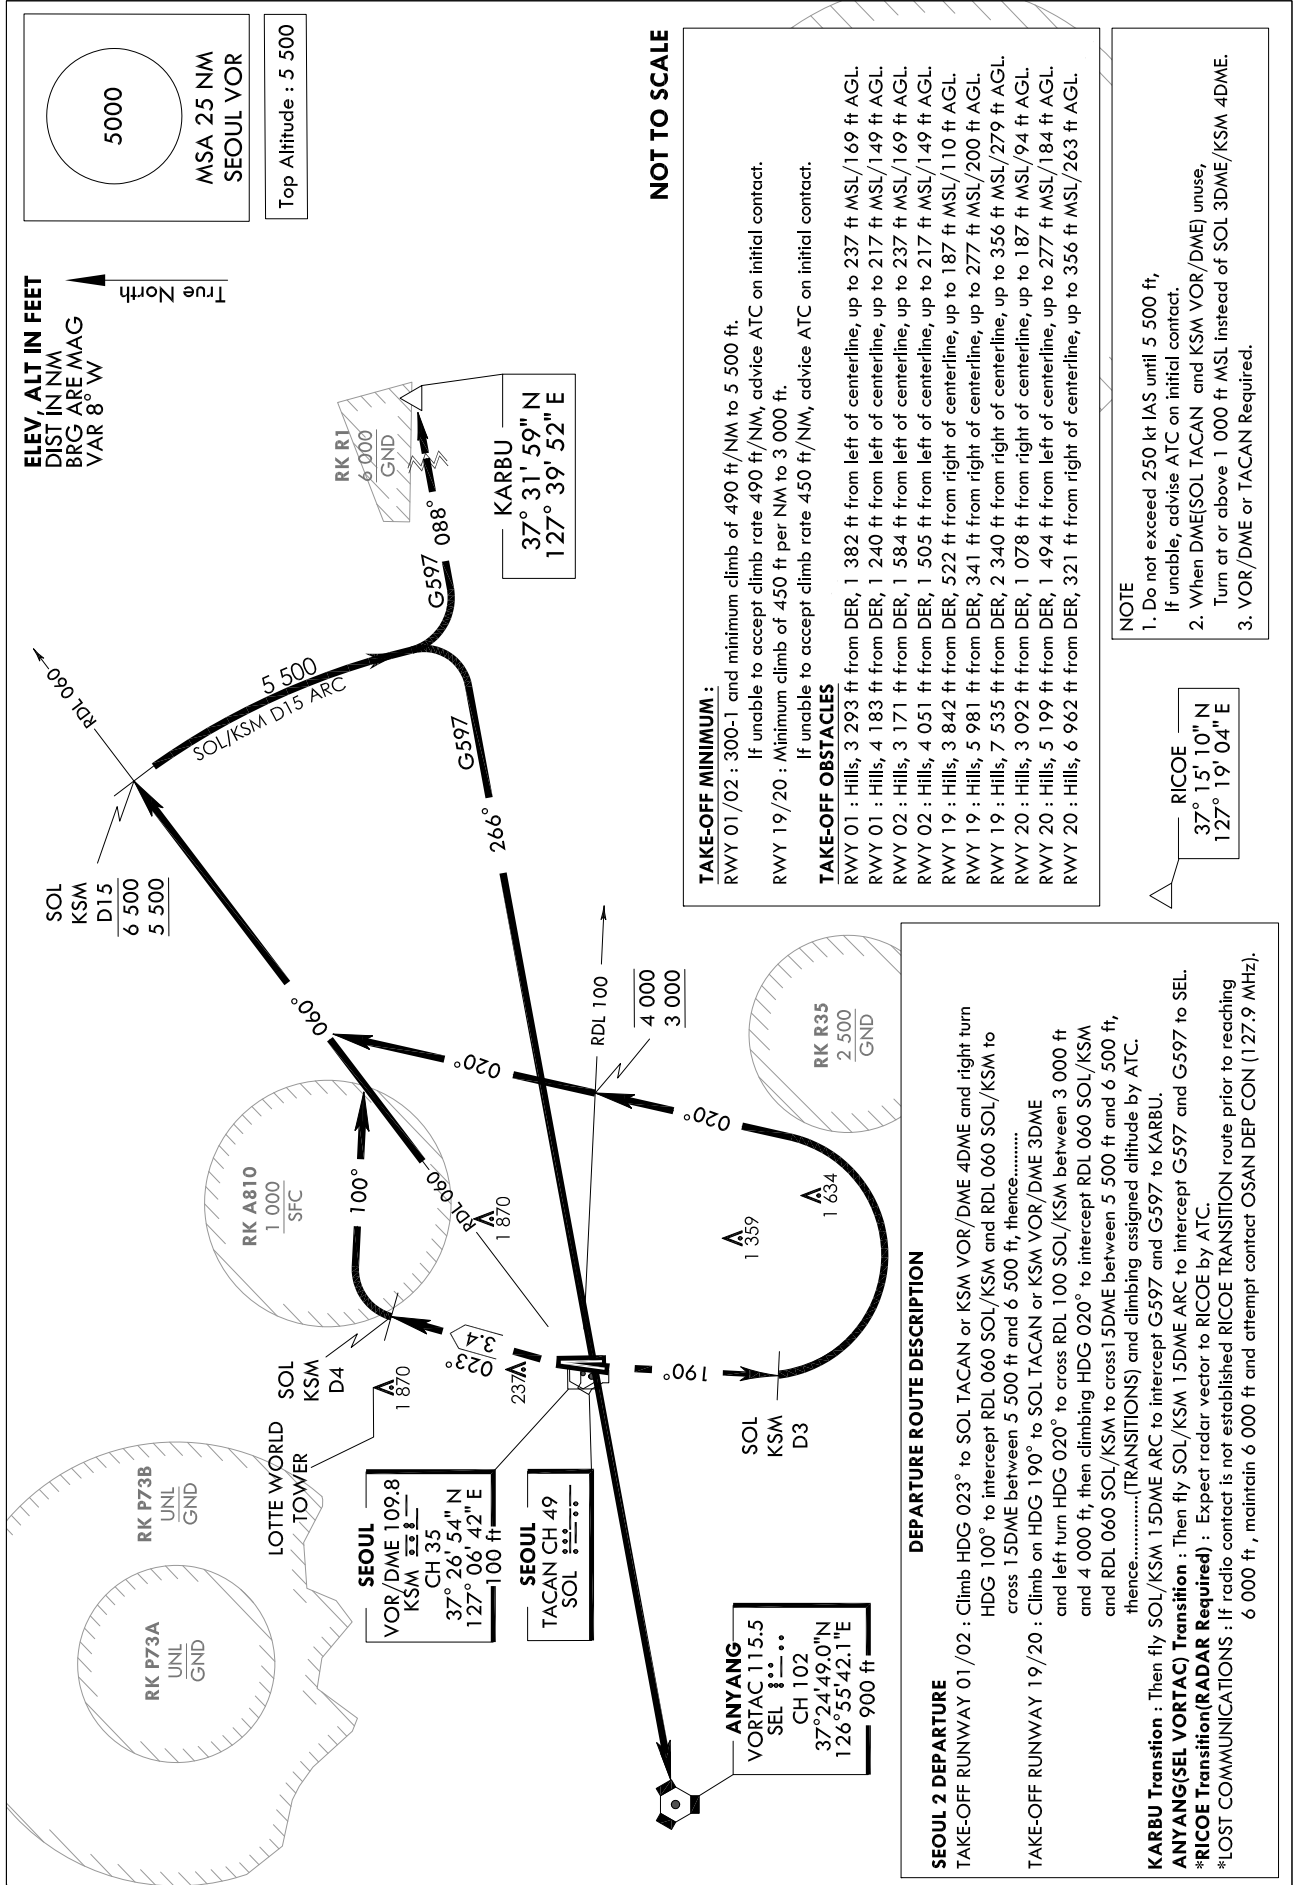 ELEV, ALT IN FEET
DIST IN NM
BRG ARE MAG
VAR 8° W
True North
5000
MSA 25 NM
SEOUL VOR
Top Altitude : 5 500
RK P73A
UNL
GND
RK P73B
UNL
GND
LOTTE WORLD
TOWER
1 870
SOL
KSM
D4
RK A810
1 000
SFC
100°
023°
3.4
237
RDL 060
1 870
060°
SOL
KSM
D15
6 500
5 500
RDL 060
5 500
SOL/KSM D15 ARC
G597
088°
RK R1
6 000
GND
KARBU
37° 31' 59" N
127° 39' 52" E
G597
266°
020°
RDL 100
4 000
3 000
020°
RK R35
2 500
GND
1 359
1 634
190°
SOL
KSM
D3
SEOUL
VOR/DME 109.8
KSM
CH 35
37° 26' 54" N
127° 06' 42" E
100 ft
SEOUL
TACAN CH 49
SOL
ANYANG
VORTAC 115.5
SEL
CH 102
37°24'49.0"N
126°55'42.1"E
900 ft
NOT TO SCALE
TAKE-OFF MINIMUM :
RWY 01/02 : 300-1 and minimum climb of 490 ft/NM to 5 500 ft.
If unable to accept climb rate 490 ft/NM, advice ATC on initial contact.
RWY 19/20 : Minimum climb of 450 ft per NM to 3 000 ft.
If unable to accept climb rate 450 ft/NM, advice ATC on initial contact.
TAKE-OFF OBSTACLES
RWY 01 : Hills, 3 293 ft from DER, 1 382 ft from left of centerline, up to 237 ft MSL/169 ft AGL.
RWY 01 : Hills, 4 183 ft from DER, 1 240 ft from left of centerline, up to 217 ft MSL/149 ft AGL.
RWY 02 : Hills, 3 171 ft from DER, 1 584 ft from left of centerline, up to 237 ft MSL/169 ft AGL.
RWY 02 : Hills, 4 051 ft from DER, 1 505 ft from left of centerline, up to 217 ft MSL/149 ft AGL.
RWY 19 : Hills, 3 842 ft from DER, 522 ft from right of centerline, up to 187 ft MSL/110 ft AGL.
RWY 19 : Hills, 5 981 ft from DER, 341 ft from right of centerline, up to 277 ft MSL/200 ft AGL.
RWY 19 : Hills, 7 535 ft from DER, 2 340 ft from right of centerline, up to 356 ft MSL/279 ft AGL.
RWY 20 : Hills, 3 092 ft from DER, 1 078 ft from right of centerline, up to 187 ft MSL/94 ft AGL.
RWY 20 : Hills, 5 199 ft from DER, 1 494 ft from left of centerline, up to 277 ft MSL/184 ft AGL.
RWY 20 : Hills, 6 962 ft from DER, 321 ft from right of centerline, up to 356 ft MSL/263 ft AGL.
NOTE
1. Do not exceed 250 kt IAS until 5 500 ft,
If unable, advise ATC on initial contact.
2. When DME(SOL TACAN and KSM VOR/DME) unuse,
Turn at or above 1 000 ft MSL instead of SOL 3DME/KSM 4DME.
3. VOR/DME or TACAN Required.
RICOE
37° 15' 10" N
127° 19' 04" E
DEPARTURE ROUTE DESCRIPTION
SEOUL 2 DEPARTURE
TAKE-OFF RUNWAY 01/02 : Climb HDG 023° to SOL TACAN or KSM VOR/DME 4DME and right turn
HDG 100° to intercept RDL 060 SOL/KSM and RDL 060 SOL/KSM to
cross 15DME between 5 500 ft and 6 500 ft, thence...........
TAKE-OFF RUNWAY 19/20 : Climb on HDG 190° to SOL TACAN or KSM VOR/DME 3DME
and left turn HDG 020° to cross RDL 100 SOL/KSM between 3 000 ft
and 4 000 ft, then climbing HDG 020° to intercept RDL 060 SOL/KSM
and RDL 060 SOL/KSM to cross15DME between 5 500 ft and 6 500 ft,
thence..............(TRANSITIONS) and climbing assigned altitude by ATC.
KARBU Transtion : Then fly SOL/KSM 15DME ARC to intercept G597 and G597 to KARBU.
ANYANG(SEL VORTAC) Transition : Then fly SOL/KSM 15DME ARC to intercept G597 and G597 to SEL.
*RICOE Transition(RADAR Required) : Expect radar vector to RICOE by ATC.
*LOST COMMUNICATIONS : If radio contact is not established RICOE TRANSITION route prior to reaching
6 000 ft , maintain 6 000 ft and attempt contact OSAN DEP CON (127.9 MHz).